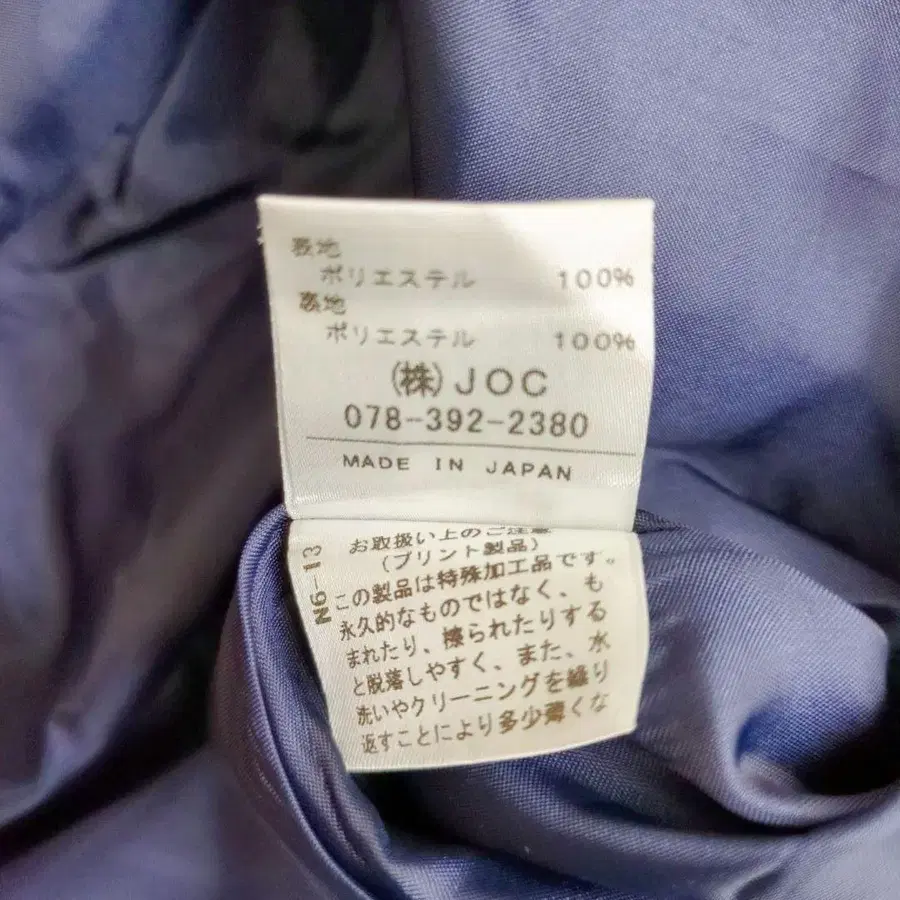 表地
ポリエステル 100%
裏地
ポリエステル 100%
(株)JOC
078-392-2380
MADE IN JAPAN
お取扱い上のご注意
(プリント製品)
この製品は特殊加工品です。
永久的なものではなく、も
まれたり、擦られたりする
と脱落しやすく、また、水
洗いやクリーニングを繰り
返すことにより多少薄くな
N6-13